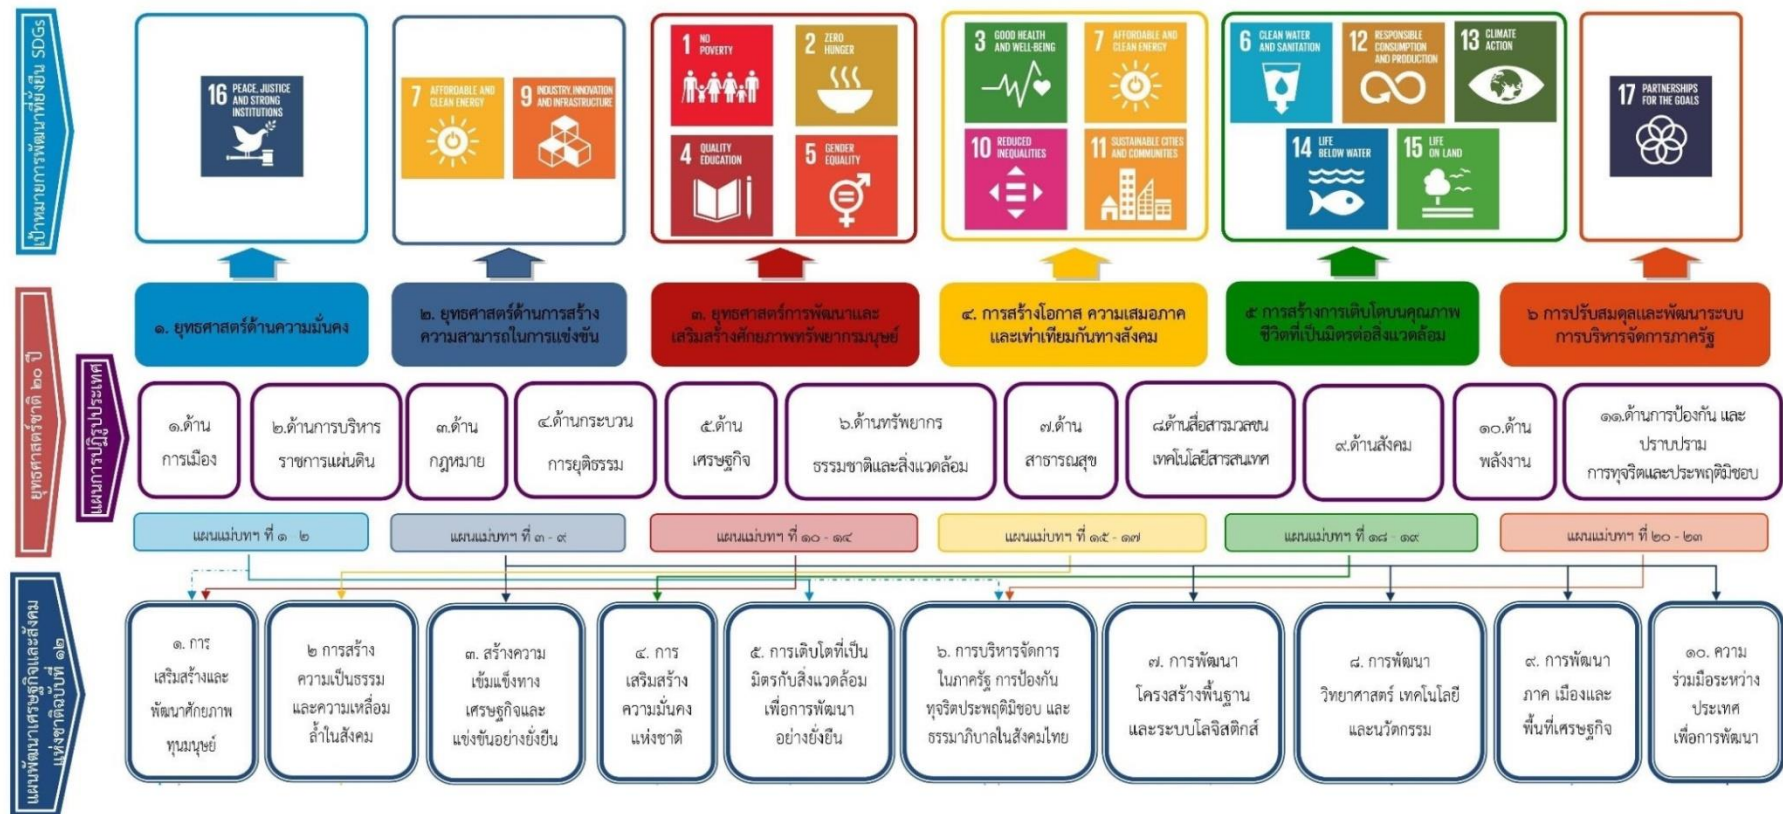 เป้าหมายการพัฒนาที่ยั่งยืน SDGs
16 PEACE, JUSTICE
AND STRONG
INSTITUTIONS
7 AFFORDABLE AND
CLEAN ENERGY
9 INDUSTRY, INNOVATION
AND INFRASTRUCTURE
1 NO
POVERTY
2 ZERO
HUNGER
4 QUALITY
EDUCATION
5 GENDER
EQUALITY
3 GOOD HEALTH
AND WELL-BEING
7 AFFORDABLE AND
CLEAN ENERGY
10 REDUCED
INEQUALITIES
11 SUSTAINABLE CITIES
AND COMMUNITIES
6 CLEAN WATER
AND SANITATION
12 RESPONSIBLE
CONSUMPTION
AND PRODUCTION
13 CLIMATE
ACTION
14 LIFE
BELOW WATER
15 LIFE
ON LAND
17 PARTNERSHIPS
FOR THE GOALS
ยุทธศาสตร์ชาติ ๒๐ ปี
๑. ยุทธศาสตร์ด้านความมั่นคง
๒. ยุทธศาสตร์ด้านการสร้าง
ความสามารถในการแข่งขัน
๓. ยุทธศาสตร์การพัฒนาและ
เสริมสร้างศักยภาพทรัพยากรมนุษย์
๔. การสร้างโอกาส ความเสมอภาค
และเท่าเทียมกันทางสังคม
๕ การสร้างการเติบโตบนคุณภาพ
ชีวิตที่เป็นมิตรต่อสิ่งแวดล้อม
๖ การปรับสมดุลและพัฒนาระบบ
การบริหารจัดการภาครัฐ
แผนการปฏิรูปประเทศ
๑.ด้าน
การเมือง
๒.ด้านการบริหาร
ราชการแผ่นดิน
๓.ด้าน
กฎหมาย
๔.ด้านกระบวน
การยุติธรรม
๕.ด้าน
เศรษฐกิจ
๖.ด้านทรัพยากร
ธรรมชาติและสิ่งแวดล้อม
๗.ด้าน
สาธารณสุข
๘.ด้านสื่อสารมวลชน
เทคโนโลยีสารสนเทศ
๙.ด้านสังคม
๑๐.ด้าน
พลังงาน
๑๑.ด้านการป้องกัน และ
ปราบปราม
การทุจริตและประพฤติมิชอบ
แผนแม่บทฯ ที่ ๑ - ๒
แผนแม่บทฯ ที่ ๓ - ๙
แผนแม่บทฯ ที่ ๑๐ - ๑๔
แผนแม่บทฯ ที่ ๑๕ - ๑๗
แผนแม่บทฯ ที่ ๑๘ - ๑๙
แผนแม่บทฯ ที่ ๒๐ - ๒๓
แผนพัฒนาเศรษฐกิจและสังคม
แห่งชาติฉบับที่ ๑๒
๑. การ
เสริมสร้างและ
พัฒนาศักยภาพ
ทุนมนุษย์
๒ การสร้าง
ความเป็นธรรม
และความเหลื่อม
ล้ำในสังคม
๓. สร้างความ
เข้มแข็งทาง
เศรษฐกิจและ
แข่งขันอย่างยั่งยืน
๔. การ
เสริมสร้าง
ความมั่นคง
แห่งชาติ
๕. การเติบโตที่เป็น
มิตรกับสิ่งแวดล้อม
เพื่อการพัฒนา
อย่างยั่งยืน
๖. การบริหารจัดการ
ในภาครัฐ การป้องกัน
ทุจริตประพฤติมิชอบ และ
ธรรมาภิบาลในสังคมไทย
๗. การพัฒนา
โครงสร้างพื้นฐาน
และระบบโลจิสติกส์
๘. การพัฒนา
วิทยาศาสตร์ เทคโนโลยี
และนวัตกรรม
๙. การพัฒนา
ภาค เมืองและ
พื้นที่เศรษฐกิจ
๑๐. ความ
ร่วมมือระหว่าง
ประเทศ
เพื่อการพัฒนา